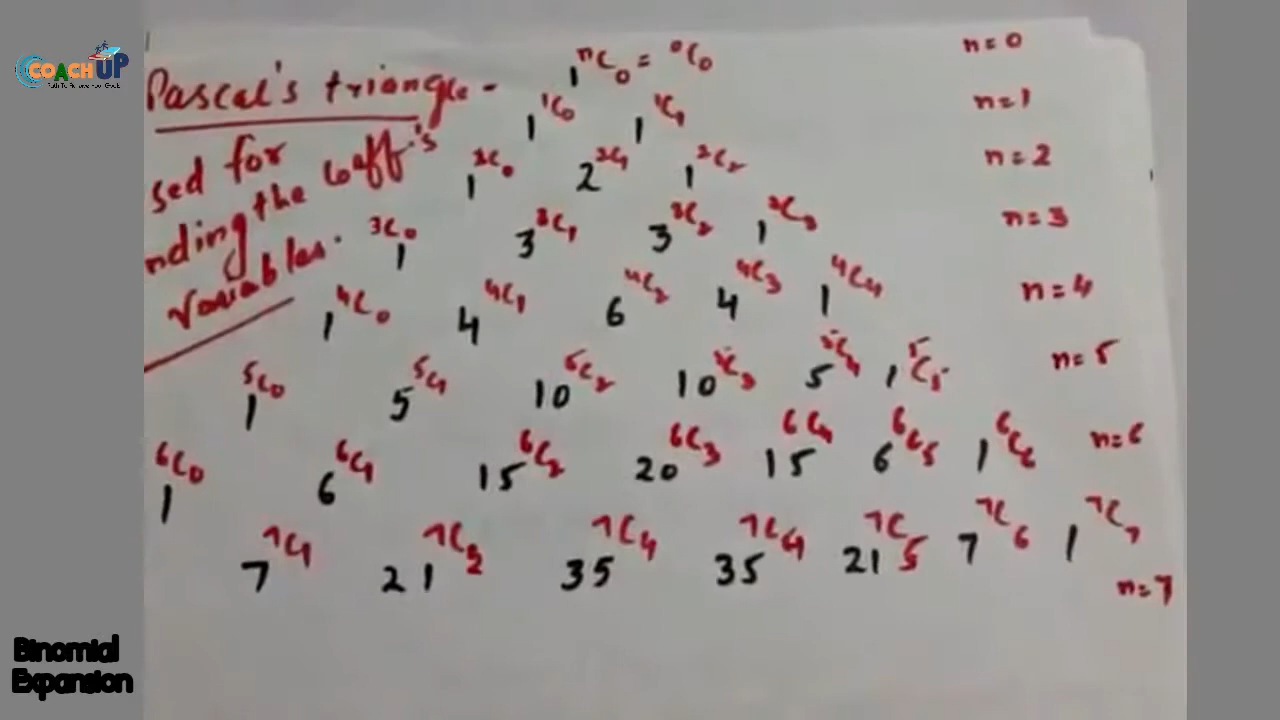 COACHUP
Pascal's triangle -
sed for
nding the coeff's
variables.
1 ⁿC₀ = ⁰C₀ n=0
1 ¹C₀ 1 ¹C₁ n=1
1 ²C₀ 2 ²C₁ 1 ²C₂ n=2
1 ³C₀ 3 ³C₁ 3 ³C₂ 1 ³C₃ n=3
1 ⁴C₀ 4 ⁴C₁ 6 ⁴C₂ 4 ⁴C₃ 1 ⁴C₄ n=4
1 ⁵C₀ 5 ⁵C₁ 10 ⁵C₂ 10 ⁵C₃ 5 ⁵C₄ 1 ⁵C₅ n=5
1 ⁶C₀ 6 ⁶C₁ 15 ⁶C₂ 20 ⁶C₃ 15 ⁶C₄ 6 ⁶C₅ 1 ⁶C₆ n=6
7 ⁷C₁ 21 ⁷C₂ 35 ⁷C₄ 35 ⁷C₄ 21 ⁷C₅ 7 ⁷C₆ 1 ⁷C₇
n=7
Binomial
Expansion